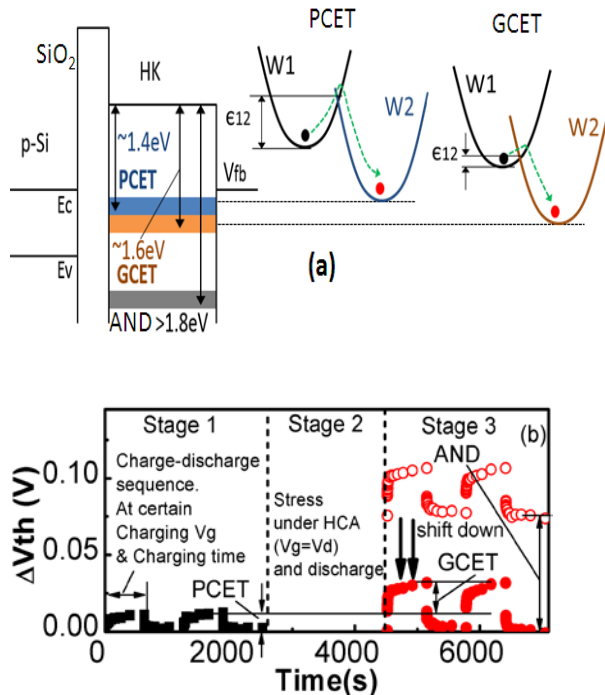 PCET
GCET
SiO2
HK
W1
W2
Є12
W1
W2
Є12
p-Si
~1.4eV
PCET
Vfb
Ec
~1.6eV
GCET
Ev
AND >1.8eV
(a)
Stage 1
Stage 2
Stage 3
(b)
Charge-discharge
sequence.
At certain
Charging Vg
& Charging time
PCET
Stress
under HCA
(Vg=Vd)
and discharge
AND
shift down
GCET
ΔVth (V)
0.10
0.05
0.00
0
2000
4000
6000
Time(s)